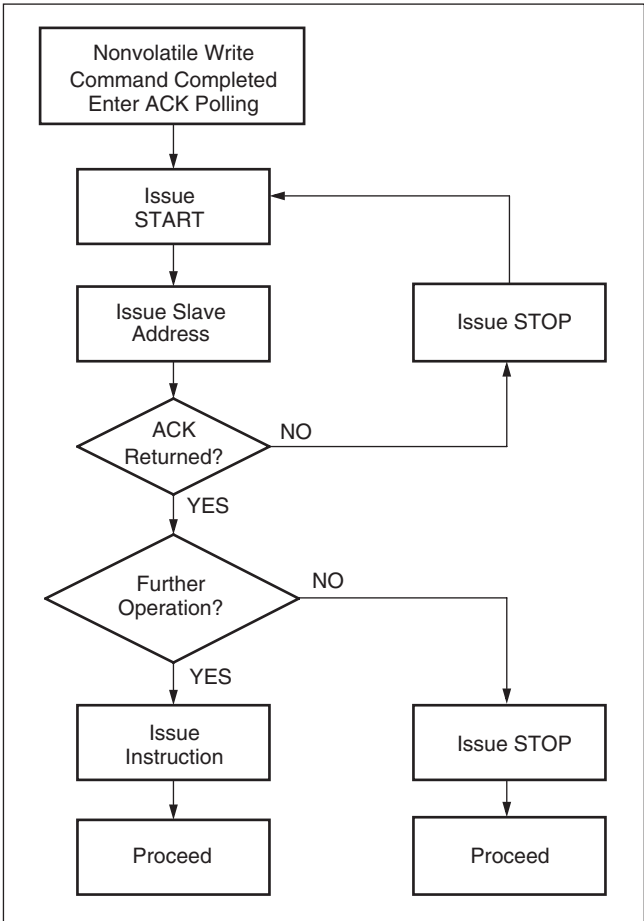 Nonvolatile Write
Command Completed
Enter ACK Polling
Issue
START
Issue Slave
Address
Issue STOP
ACK
Returned?
NO
YES
Further
Operation?
NO
YES
Issue
Instruction
Issue STOP
Proceed
Proceed